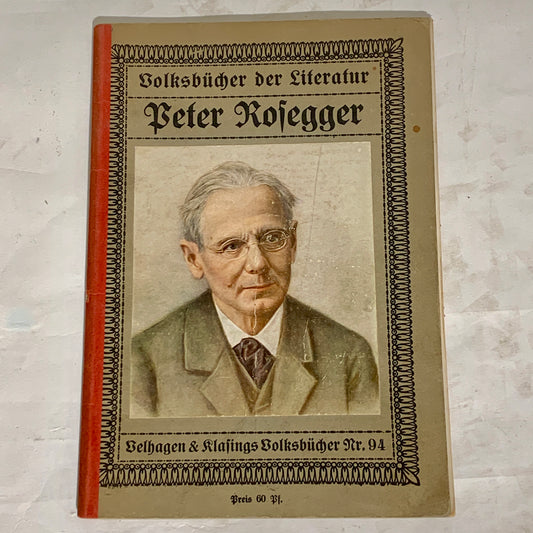 Volksbücher der Literatur
Peter Roſegger
Velhagen & Klaſings Volksbücher Nr. 94
Preis 60 Pf.